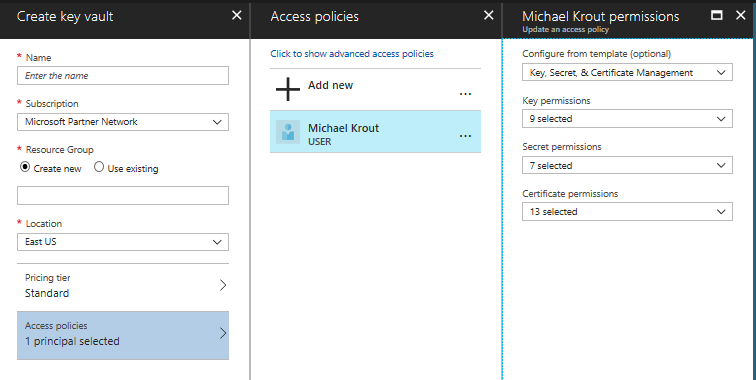 Create key vault
* Name
Enter the name
* Subscription
Microsoft Partner Network
* Resource Group
Create new Use existing
* Location
East US
Pricing tier
Standard
Access policies
1 principal selected
Access policies
Click to show advanced access policies
Add new
...
Michael Krout
...
USER
Michael Krout permissions
Update an access policy
Configure from template (optional)
Key, Secret, & Certificate Management
Key permissions
9 selected
Secret permissions
7 selected
Certificate permissions
13 selected